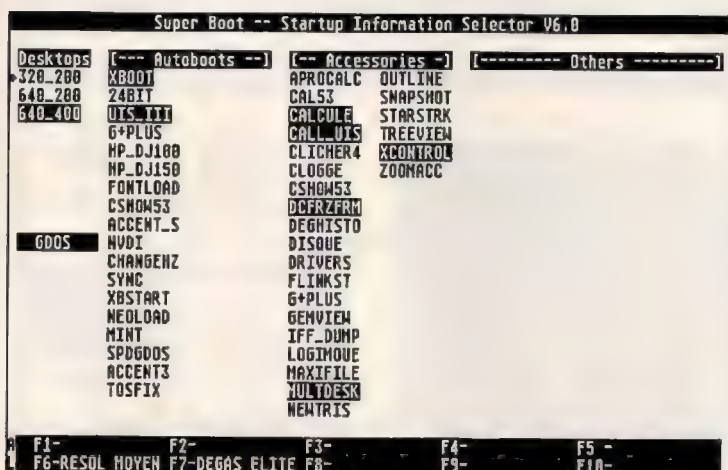 Super Boot -- Startup Information Selector V6.0
Desktops [--- Autoboots --] [-- Accessories -] [--------- Others ---------]
320_200 XBOOT APROCALC OUTLINE
640_200 24BIT CAL53 SNAPSHOT
640_400 UIS_III CALCULE STARSTRK
G+PLUS CALL_UIS TREEVIEW
HP_DJ100 CLICHER4 XCONTROL
HP_DJ150 CLOGGE ZOOMACC
FONTLOAD CSHOW53
CSHOW53 DCFRZFRM
ACCENT_S DEGHISTO
GDOS NVDI DISQUE
CHANGEHZ DRIVERS
SYNC FLINKST
XBSTART G+PLUS
NEOLOAD GEMVIEW
MINT IFF_DUMP
SPDGDOS LOGIMOUE
ACCENT3 MAXIFILE
TOSFIX MULTDESK
NEWTRIS
F1- F2- F3- F4- F5 -
F6-RESOL MOYEN F7-DEGAS ELITE F8- F9- F10-